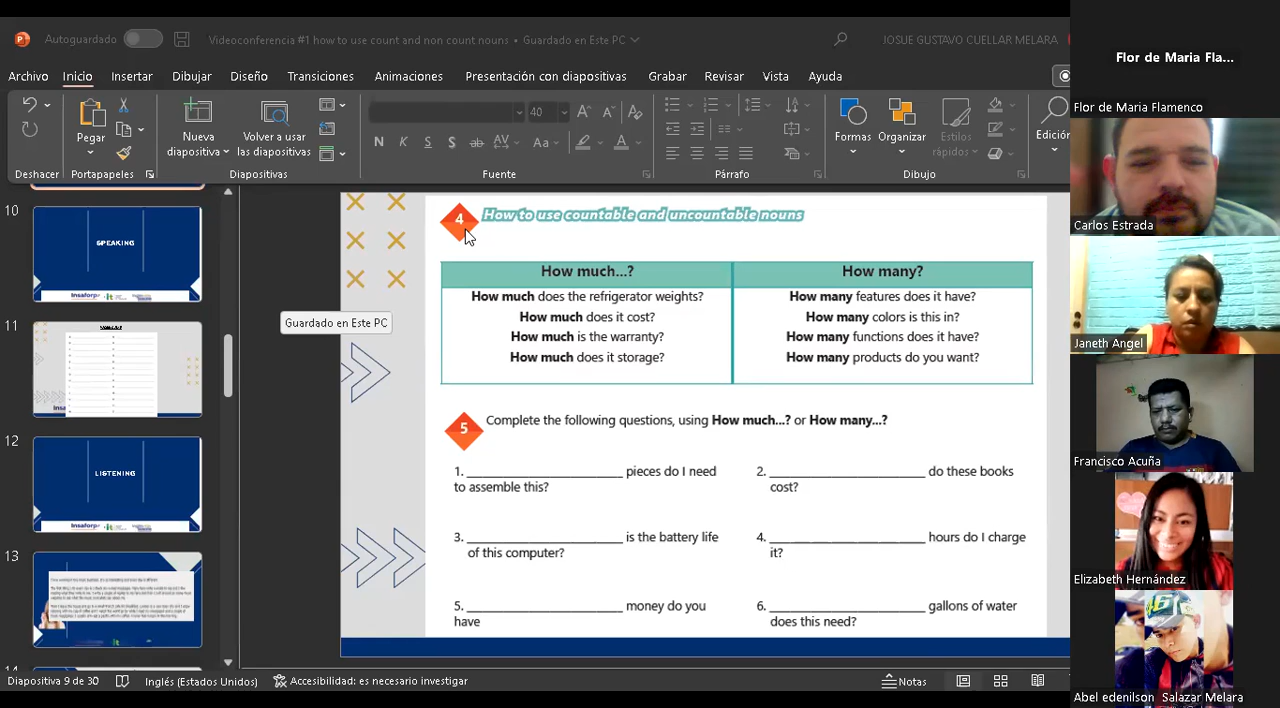 Autoguardado
Videoconferencia #1 how to use count and non count nouns • Guardado en Este PC
JOSUE GUSTAVO CUELLAR MELARA
Archivo Inicio Insertar Dibujar Diseño Transiciones Animaciones Presentación con diapositivas Grabar Revisar Vista Ayuda
Pegar
Nueva diapositiva
Volver a usar las diapositivas
40
N K S S ab AV Aa A
Formas Organizar Estilos rápidos Edición
Deshacer Portapapeles Diapositivas Fuente Párrafo Dibujo
10
SPEAKING
Insaforp
11
12
LISTENING
Insaforp
13
Guardado en Este PC
4 How to use countable and uncountable nouns
How much...? How many?
How much does the refrigerator weights? How many features does it have?
How much does it cost? How many colors is this in?
How much is the warranty? How many functions does it have?
How much does it storage? How many products do you want?
5 Complete the following questions, using How much...? or How many...?
1. ______________________ pieces do I need
to assemble this?
2. ______________________ do these books
cost?
3. ______________________ is the battery life
of this computer?
4. ______________________ hours do I charge
it?
5. ______________________ money do you
have
6. ______________________ gallons of water
does this need?
Diapositiva 9 de 30 Inglés (Estados Unidos) Accesibilidad: es necesario investigar Notas
Flor de Maria Fla...
Flor de Maria Flamenco
Carlos Estrada
Janeth Angel
Francisco Acuña
Elizabeth Hernández
Abel edenilson Salazar Melara